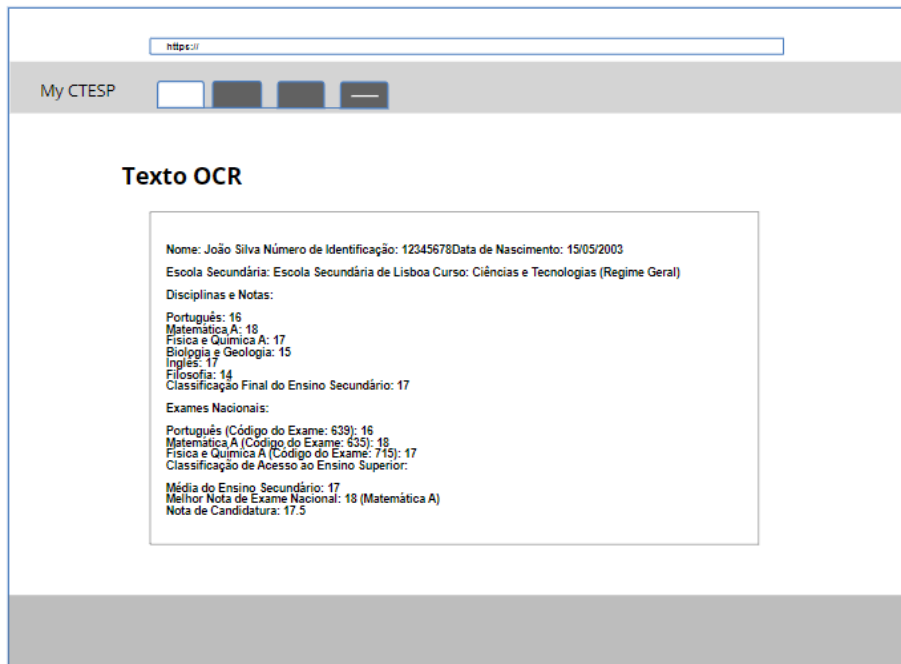 https://
My CTESP
Texto OCR
Nome: João Silva Número de Identificação: 12345678Data de Nascimento: 15/05/2003
Escola Secundária: Escola Secundária de Lisboa Curso: Ciências e Tecnologias (Regime Geral)
Disciplinas e Notas:
Português: 16
Matemática A: 18
Física e Química A: 17
Biologia e Geologia: 15
Inglês: 17
Filosofia: 14
Classificação Final do Ensino Secundário: 17
Exames Nacionais:
Português (Código do Exame: 639): 16
Matemática A (Código do Exame: 635): 18
Física e Química A (Código do Exame: 715): 17
Classificação de Acesso ao Ensino Superior:
Média do Ensino Secundário: 17
Melhor Nota de Exame Nacional: 18 (Matemática A)
Nota de Candidatura: 17.5